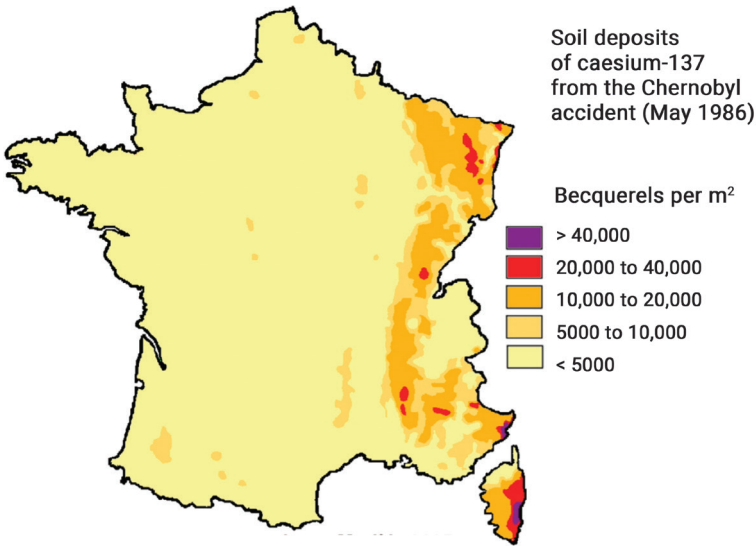 Soil deposits
of caesium-137
from the Chernobyl
accident (May 1986)
Becquerels per m²
> 40,000
20,000 to 40,000
10,000 to 20,000
5000 to 10,000
< 5000